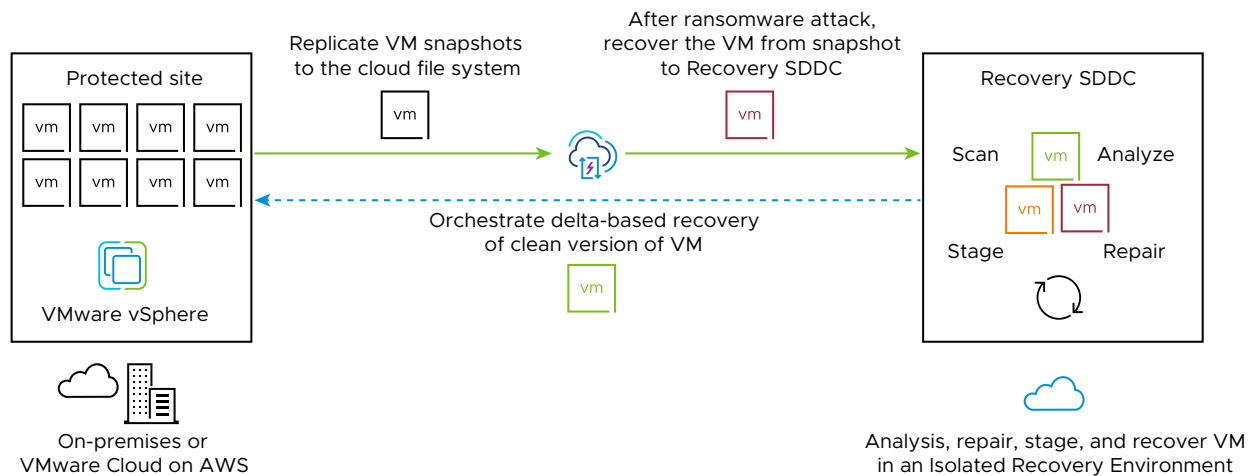 Protected site
vm vm vm vm
vm vm vm vm
VMware vSphere
On-premises or
VMware Cloud on AWS
Replicate VM snapshots
to the cloud file system
vm
After ransomware attack,
recover the VM from snapshot
to Recovery SDDC
vm
Orchestrate delta-based recovery
of clean version of VM
vm
Recovery SDDC
Scan
vm
Analyze
vm
vm
Stage
Repair
Analysis, repair, stage, and recover VM
in an Isolated Recovery Environment